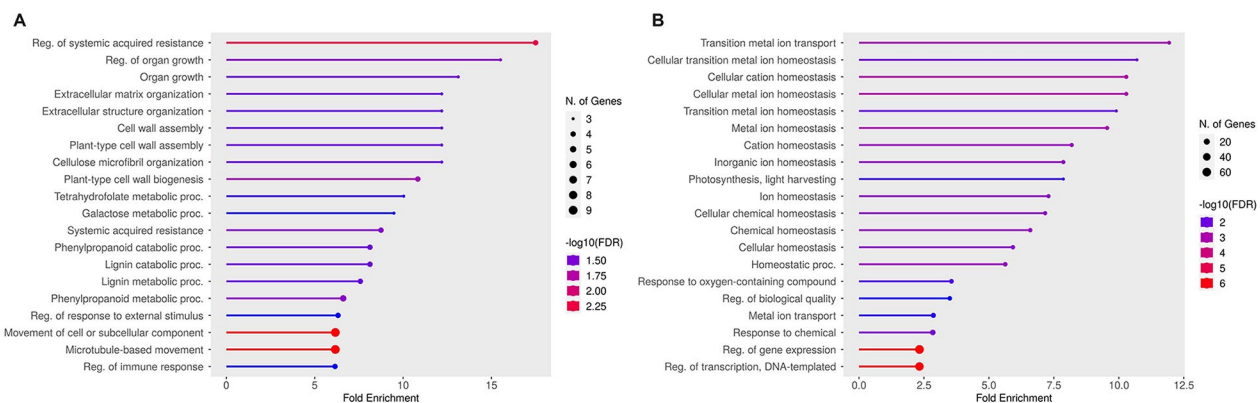 A
Reg. of systemic acquired resistance
Reg. of organ growth
Organ growth
Extracellular matrix organization
Extracellular structure organization
Cell wall assembly
Plant-type cell wall assembly
Cellulose microfibril organization
Plant-type cell wall biogenesis
Tetrahydrofolate metabolic proc.
Galactose metabolic proc.
Systemic acquired resistance
Phenylpropanoid catabolic proc.
Lignin catabolic proc.
Lignin metabolic proc.
Phenylpropanoid metabolic proc.
Reg. of response to external stimulus
Movement of cell or subcellular component
Microtubule-based movement
Reg. of immune response
0 5 10 15
Fold Enrichment
N. of Genes
3
4
5
6
7
8
9
-log10(FDR)
1.50
1.75
2.00
2.25
B
Transition metal ion transport
Cellular transition metal ion homeostasis
Cellular cation homeostasis
Cellular metal ion homeostasis
Transition metal ion homeostasis
Metal ion homeostasis
Cation homeostasis
Inorganic ion homeostasis
Photosynthesis, light harvesting
Ion homeostasis
Cellular chemical homeostasis
Chemical homeostasis
Cellular homeostasis
Homeostatic proc.
Response to oxygen-containing compound
Reg. of biological quality
Metal ion transport
Response to chemical
Reg. of gene expression
Reg. of transcription, DNA-templated
0.0 2.5 5.0 7.5 10.0 12.5
Fold Enrichment
N. of Genes
20
40
60
-log10(FDR)
2
3
4
5
6